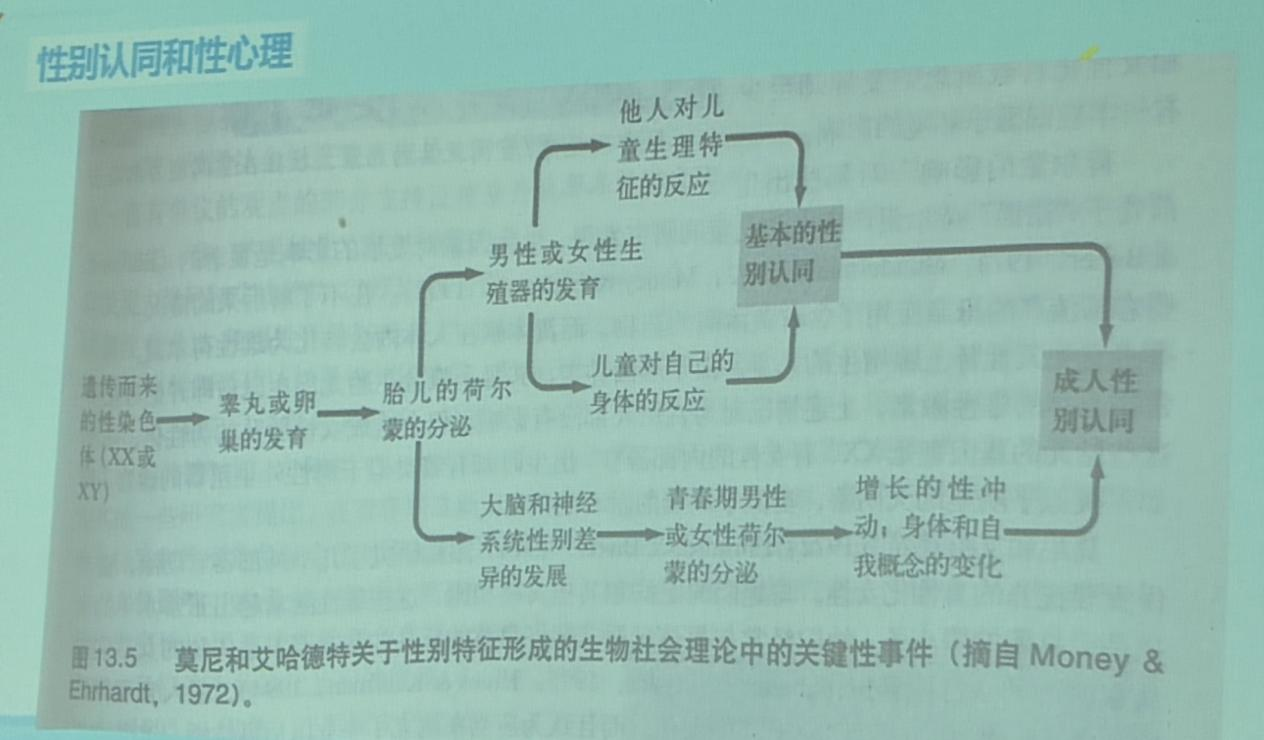 性别认同和性心理
他人对儿
童生理特
征的反应
基本的性
别认同
男性或女性生
殖器的发育
儿童对自己的
身体的反应
成人性
别认同
遗传而来
的性染色
体(XX或
XY)
睾丸或卵
巢的发育
胎儿的荷尔
蒙的分泌
大脑和神经
系统性别差
异的发展
青春期男性
或女性荷尔
蒙的分泌
增长的性冲
动；身体和自
我概念的变化
图13.5 莫尼和艾哈德特关于性别特征形成的生物社会理论中的关键性事件（摘自 Money &
Ehrhardt，1972）。